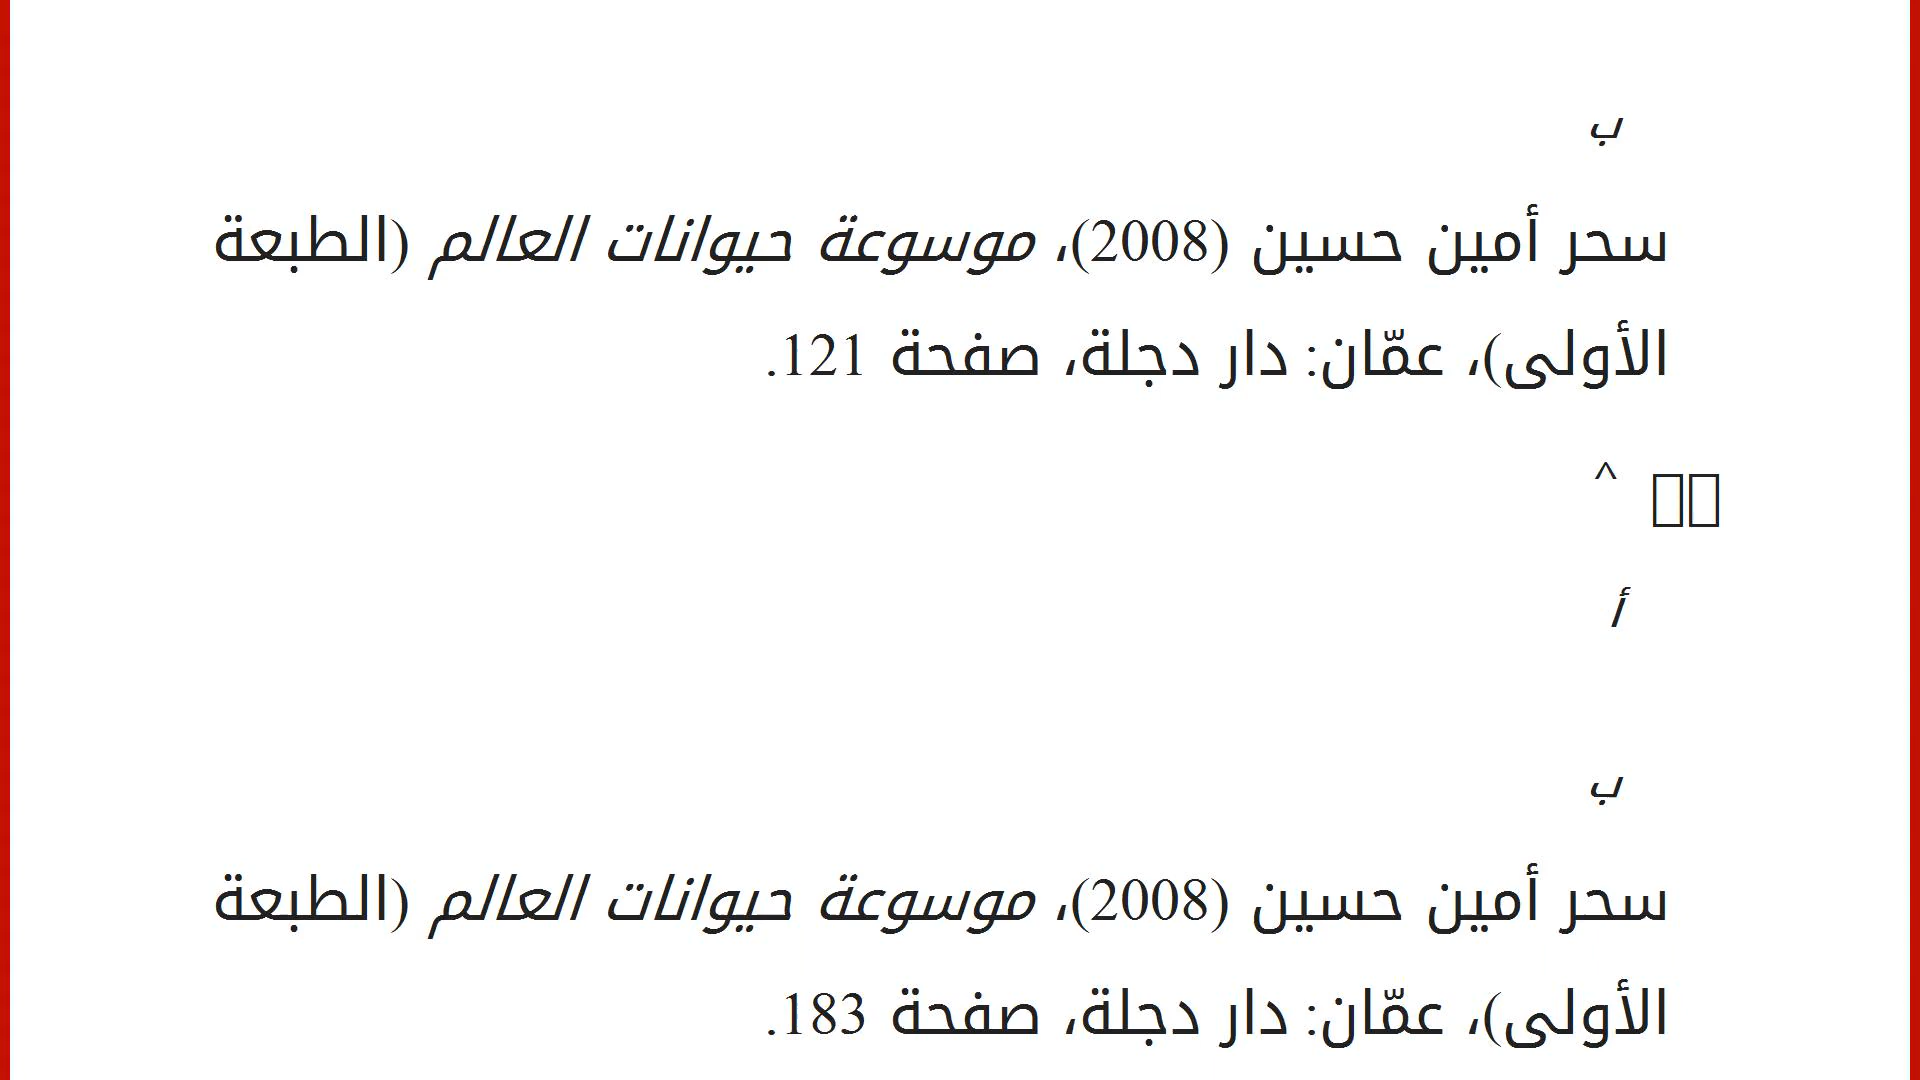 ب
سحر أمين حسين (2008)، موسوعة حيوانات العالم (الطبعة
الأولى)، عمّان: دار دجلة، صفحة 121.
^
أ
ب
سحر أمين حسين (2008)، موسوعة حيوانات العالم (الطبعة
الأولى)، عمّان: دار دجلة، صفحة 183.